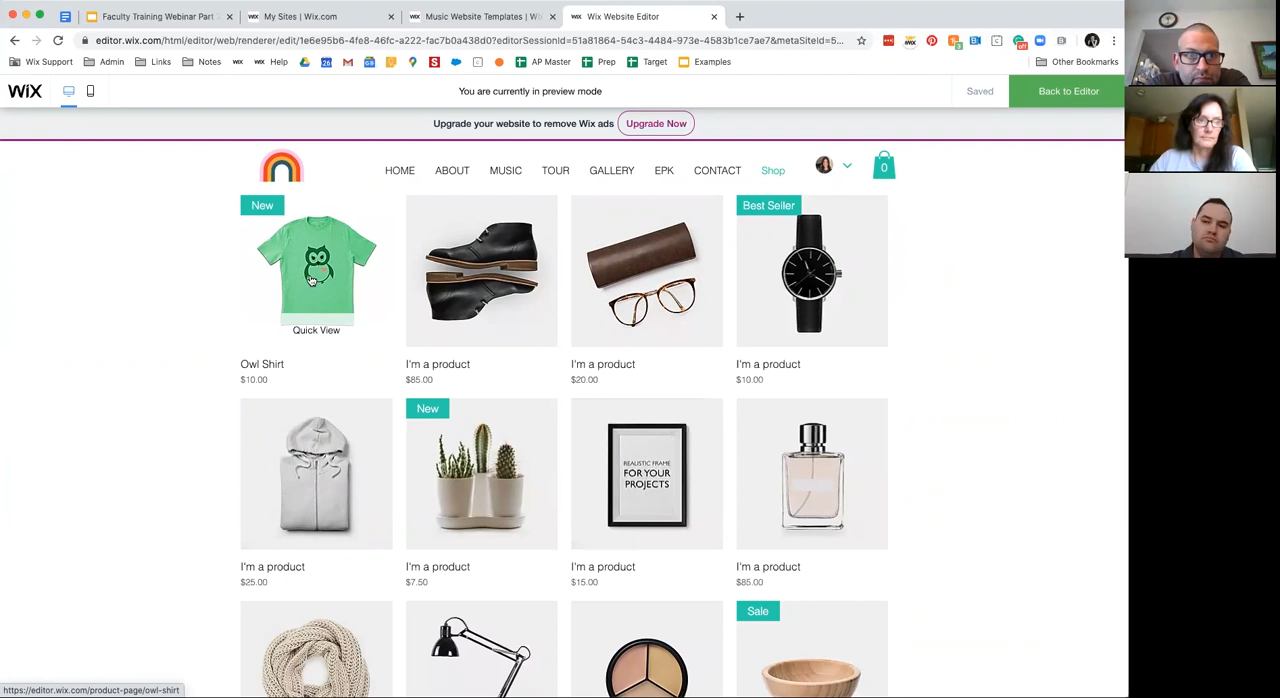 Faculty Training Webinar Part 2
My Sites | Wix.com
Music Website Templates | W
Wix Website Editor
editor.wix.com/html/editor/web/renderer/edit/1e6e95b6-4fe8-46fc-a222-fac7b0a438d0?editorSessionId=51a81864-54c3-4484-973e-4583b1ce7ae7&metaSiteId=5...
Wix Support
Admin
Links
Notes
WIX
WIX
Help
AP Master
Prep
Target
Examples
Other Bookmarks
WiX
You are currently in preview mode
Saved
Back to Editor
Upgrade your website to remove Wix ads
Upgrade Now
HOME
ABOUT
MUSIC
TOUR
GALLERY
EPK
CONTACT
Shop
0
New
Best Seller
Quick View
Owl Shirt
$10.00
I'm a product
$85.00
I'm a product
$20.00
I'm a product
$10.00
New
REALISTIC FRAME
FOR YOUR
PROJECTS
I'm a product
$25.00
I'm a product
$7.50
I'm a product
$15.00
I'm a product
$85.00
Sale
https://editor.wix.com/product-page/owl-shirt